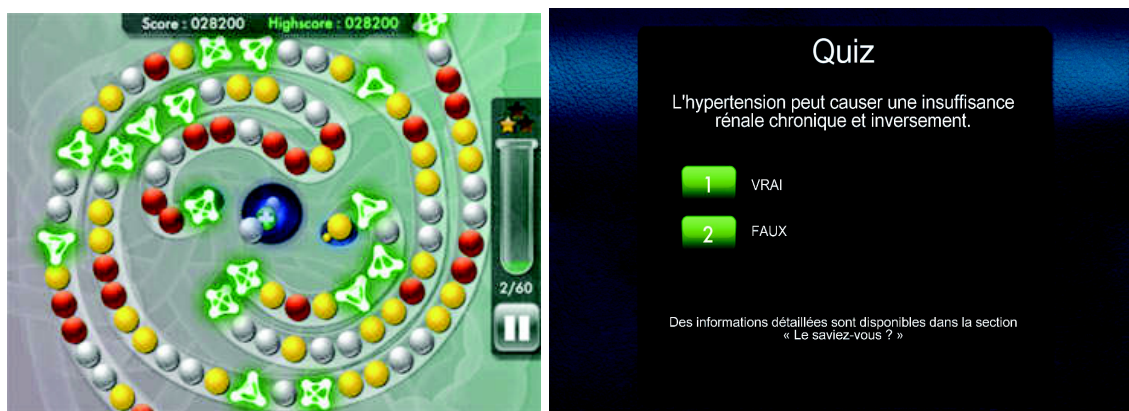 Score : 028200 Highscore : 028200
2/60
Quiz
L'hypertension peut causer une insuffisance
rénale chronique et inversement.
1 VRAI
2 FAUX
Des informations détaillées sont disponibles dans la section
« Le saviez-vous ? »